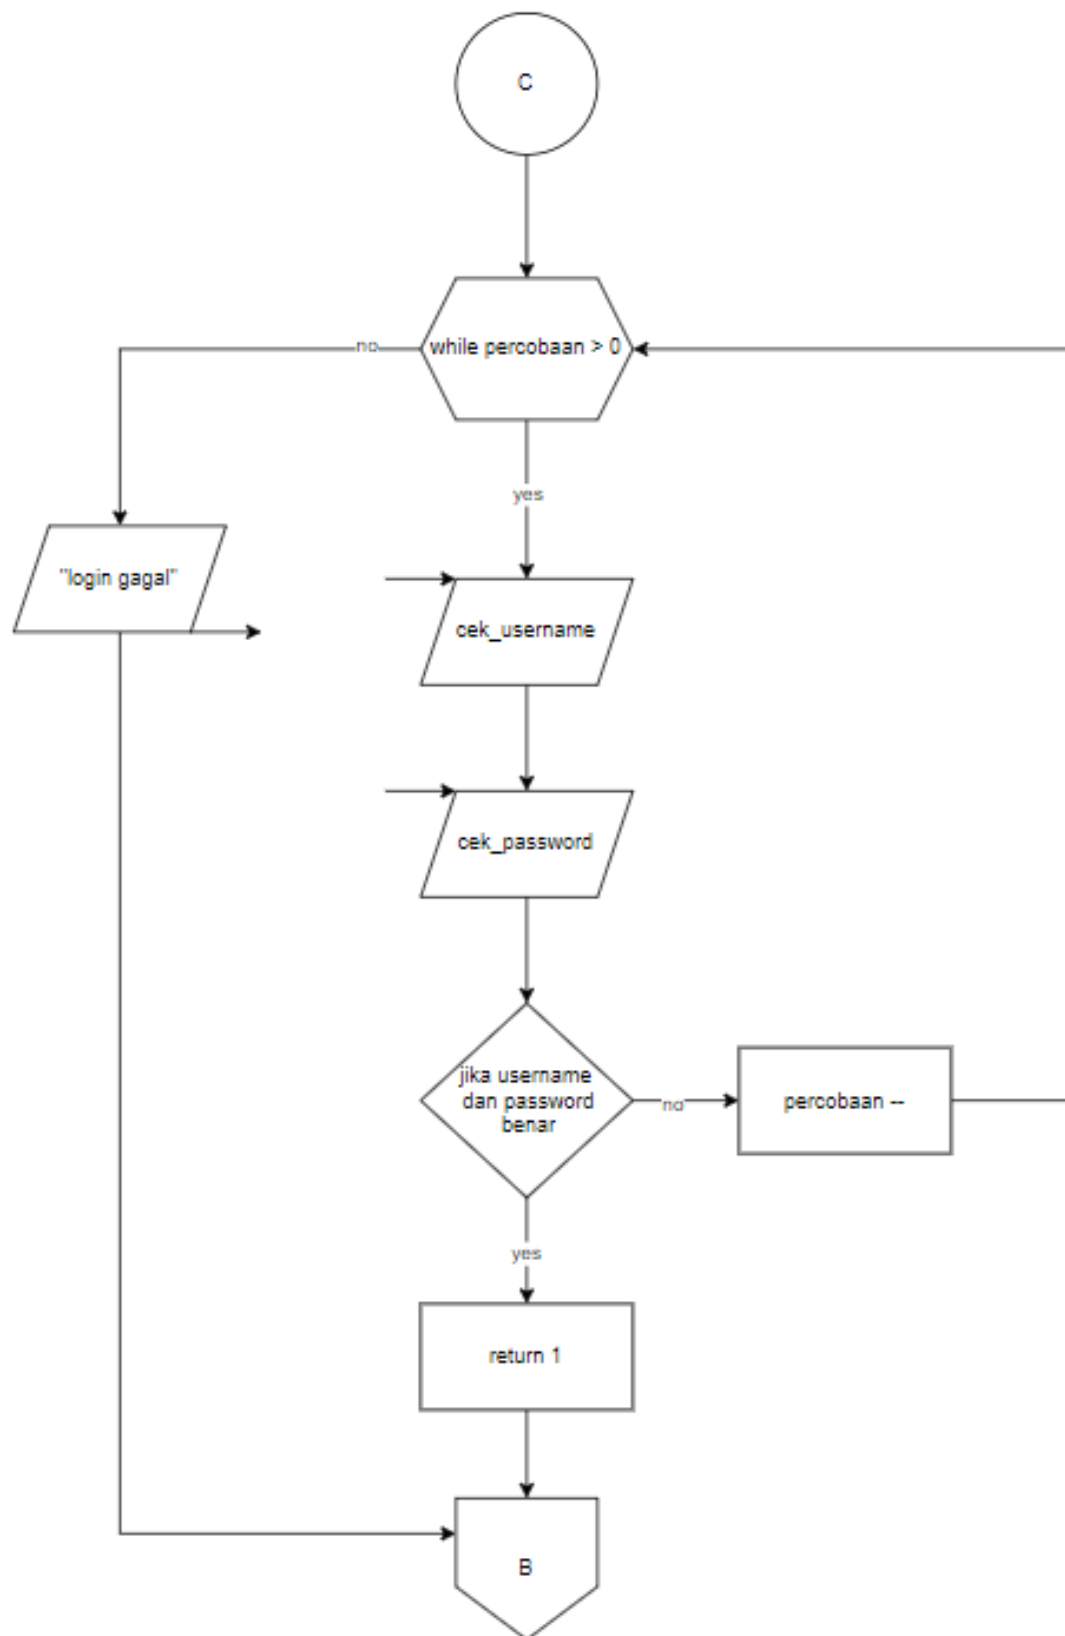 C
while percobaan > 0
no
yes
"login gagal"
cek_username
cek_password
jika username
dan password
benar
no
percobaan --
yes
return 1
B